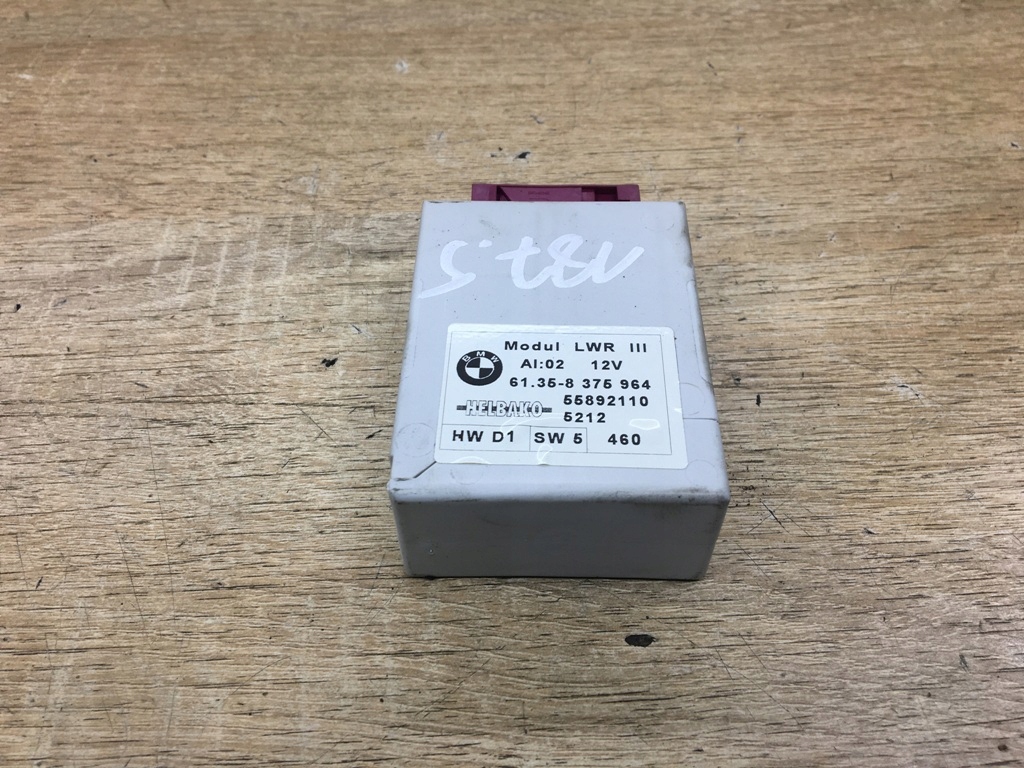 BMW
Modul LWR III
AI:02 12V
61.35-8 375 964
55892110
HELBAKO
5212
HW D1 SW 5 460